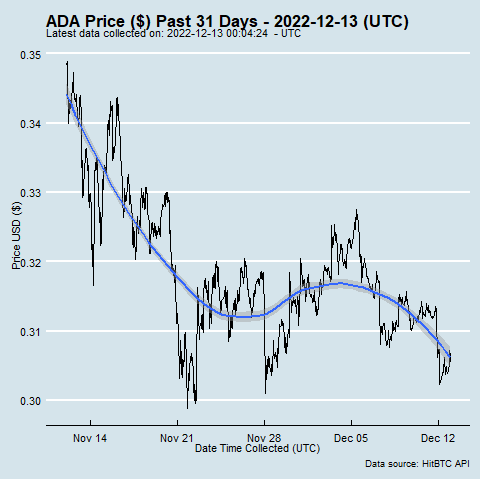 ADA Price ($) Past 31 Days - 2022-12-13 (UTC)
Latest data collected on: 2022-12-13 00:04:24 - UTC
0.35
0.34
0.33
0.32
0.31
0.30
Price USD ($)
Nov 14 Nov 21 Nov 28 Dec 05 Dec 12
Date Time Collected (UTC)
Data source: HitBTC API